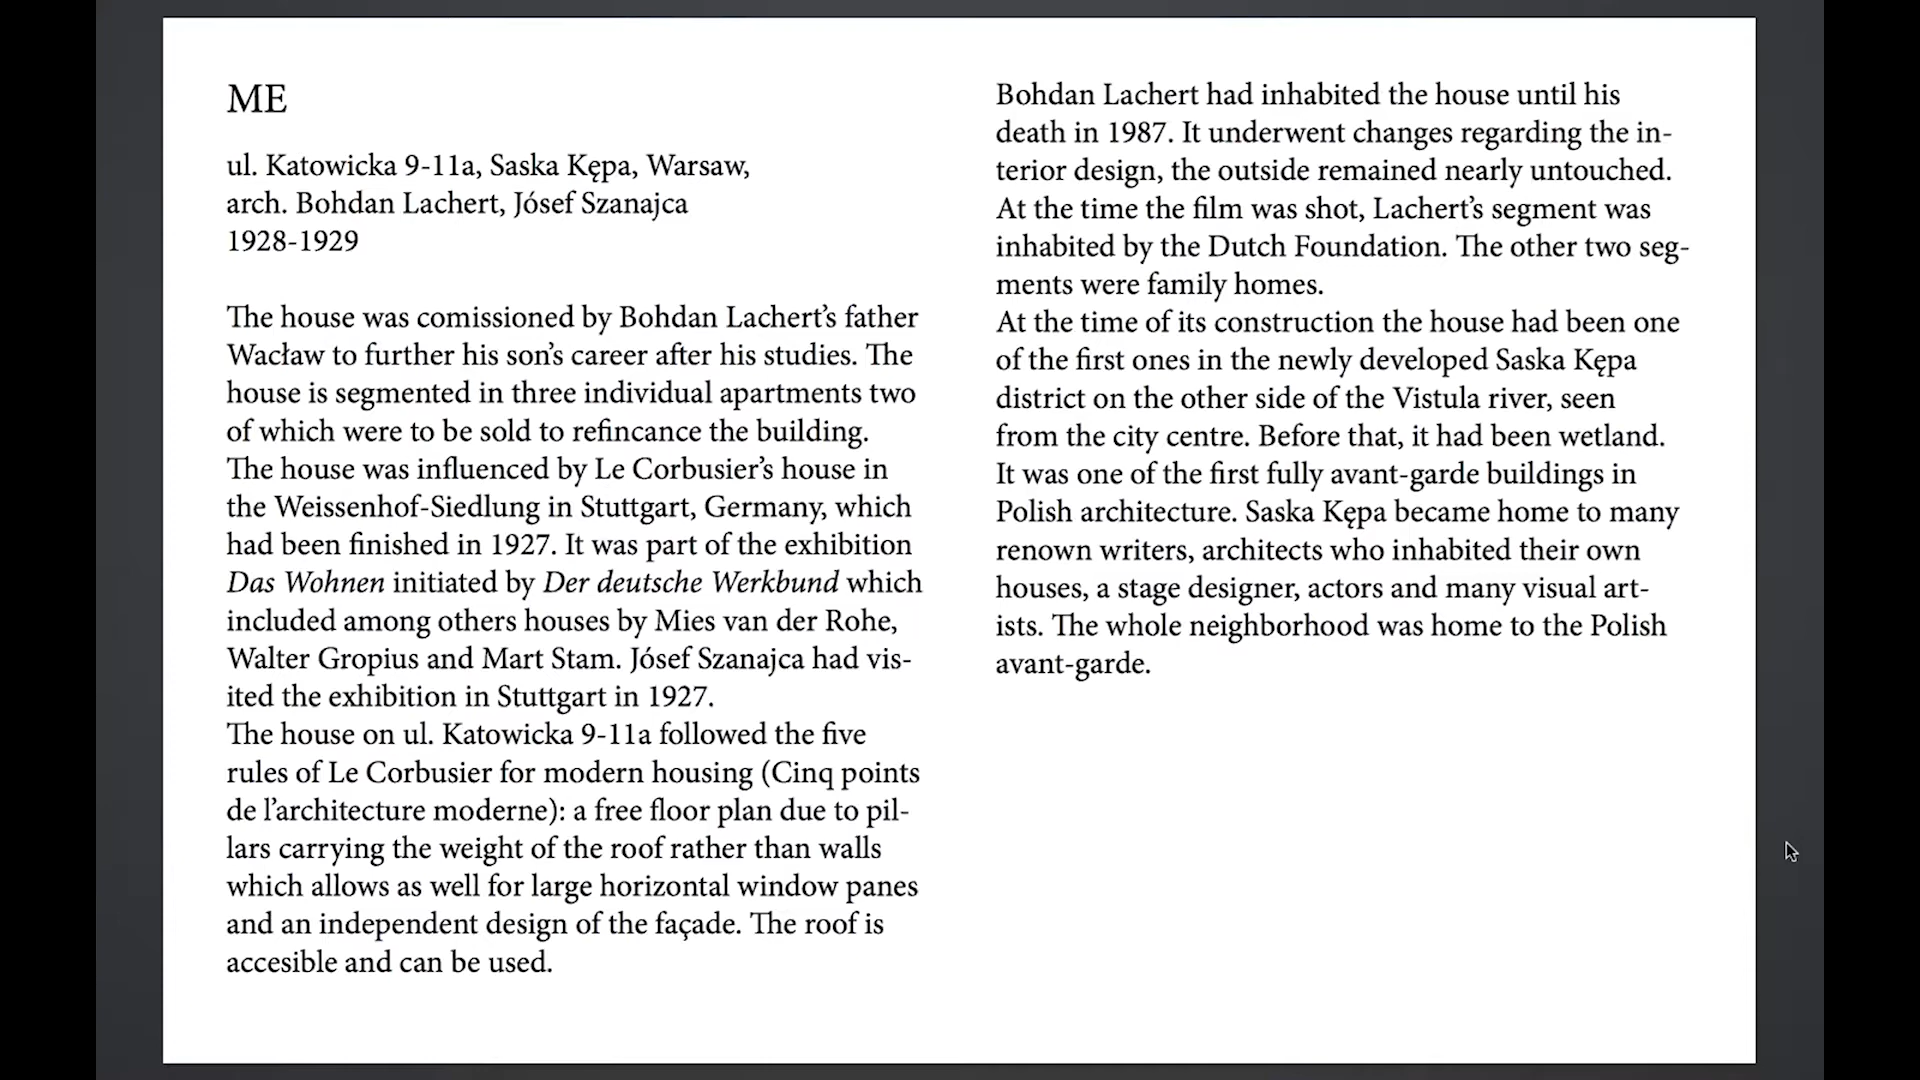 ME
ul. Katowicka 9-11a, Saska Kępa, Warsaw,
arch. Bohdan Lachert, Jósef Szanajca
1928-1929
The house was comissioned by Bohdan Lachert’s father
Wacław to further his son’s career after his studies. The
house is segmented in three individual apartments two
of which were to be sold to refincance the building.
The house was influenced by Le Corbusier’s house in
the Weissenhof-Siedlung in Stuttgart, Germany, which
had been finished in 1927. It was part of the exhibition
Das Wohnen initiated by Der deutsche Werkbund which
included among others houses by Mies van der Rohe,
Walter Gropius and Mart Stam. Jósef Szanajca had vis-
ited the exhibition in Stuttgart in 1927.
The house on ul. Katowicka 9-11a followed the five
rules of Le Corbusier for modern housing (Cinq points
de l’architecture moderne): a free floor plan due to pil-
lars carrying the weight of the roof rather than walls
which allows as well for large horizontal window panes
and an independent design of the façade. The roof is
accesible and can be used.
Bohdan Lachert had inhabited the house until his
death in 1987. It underwent changes regarding the in-
terior design, the outside remained nearly untouched.
At the time the film was shot, Lachert’s segment was
inhabited by the Dutch Foundation. The other two seg-
ments were family homes.
At the time of its construction the house had been one
of the first ones in the newly developed Saska Kępa
district on the other side of the Vistula river, seen
from the city centre. Before that, it had been wetland.
It was one of the first fully avant-garde buildings in
Polish architecture. Saska Kępa became home to many
renown writers, architects who inhabited their own
houses, a stage designer, actors and many visual art-
ists. The whole neighborhood was home to the Polish
avant-garde.